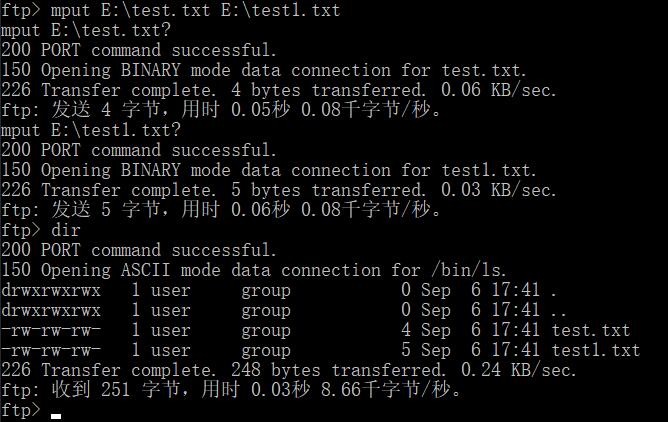 ftp> mput E:\test.txt E:\test1.txt
mput E:\test.txt?
200 PORT command successful.
150 Opening BINARY mode data connection for test.txt.
226 Transfer complete. 4 bytes transferred. 0.06 KB/sec.
ftp: 发送 4 字节，用时 0.05秒 0.08千字节/秒。
mput E:\test1.txt?
200 PORT command successful.
150 Opening BINARY mode data connection for test1.txt.
226 Transfer complete. 5 bytes transferred. 0.03 KB/sec.
ftp: 发送 5 字节，用时 0.06秒 0.08千字节/秒。
ftp> dir
200 PORT command successful.
150 Opening ASCII mode data connection for /bin/ls.
drwxrwxrwx   1 user     group           0 Sep  6 17:41 .
drwxrwxrwx   1 user     group           0 Sep  6 17:41 ..
-rw-rw-rw-   1 user     group           4 Sep  6 17:41 test.txt
-rw-rw-rw-   1 user     group           5 Sep  6 17:41 test1.txt
226 Transfer complete. 248 bytes transferred. 0.24 KB/sec.
ftp: 收到 251 字节，用时 0.03秒 8.66千字节/秒。
ftp>